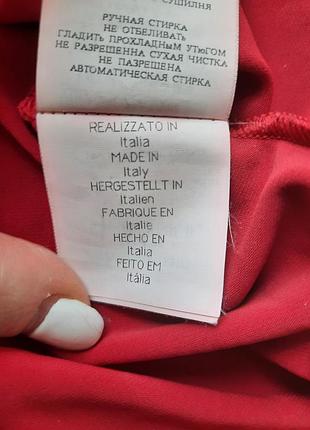 СУШИЛНЯ
РУЧНАЯ СТИРКА
НЕ ОТБЕЛИВАТЬ
ГЛАДИТЬ ПРОХЛАДНЫМ УТЮГОМ
НЕ РАЗРЕШЕННА СУХАЯ ЧИСТКА
НЕ РАЗРЕШЕНА
АВТОМАТИЧЕСКАЯ СТИРКА
REALIZZATO IN
Italia
MADE IN
Italy
HERGESTELLT IN
Italien
FABRIQUE EN
Italie
HECHO EN
Italia
FEITO EM
Itália